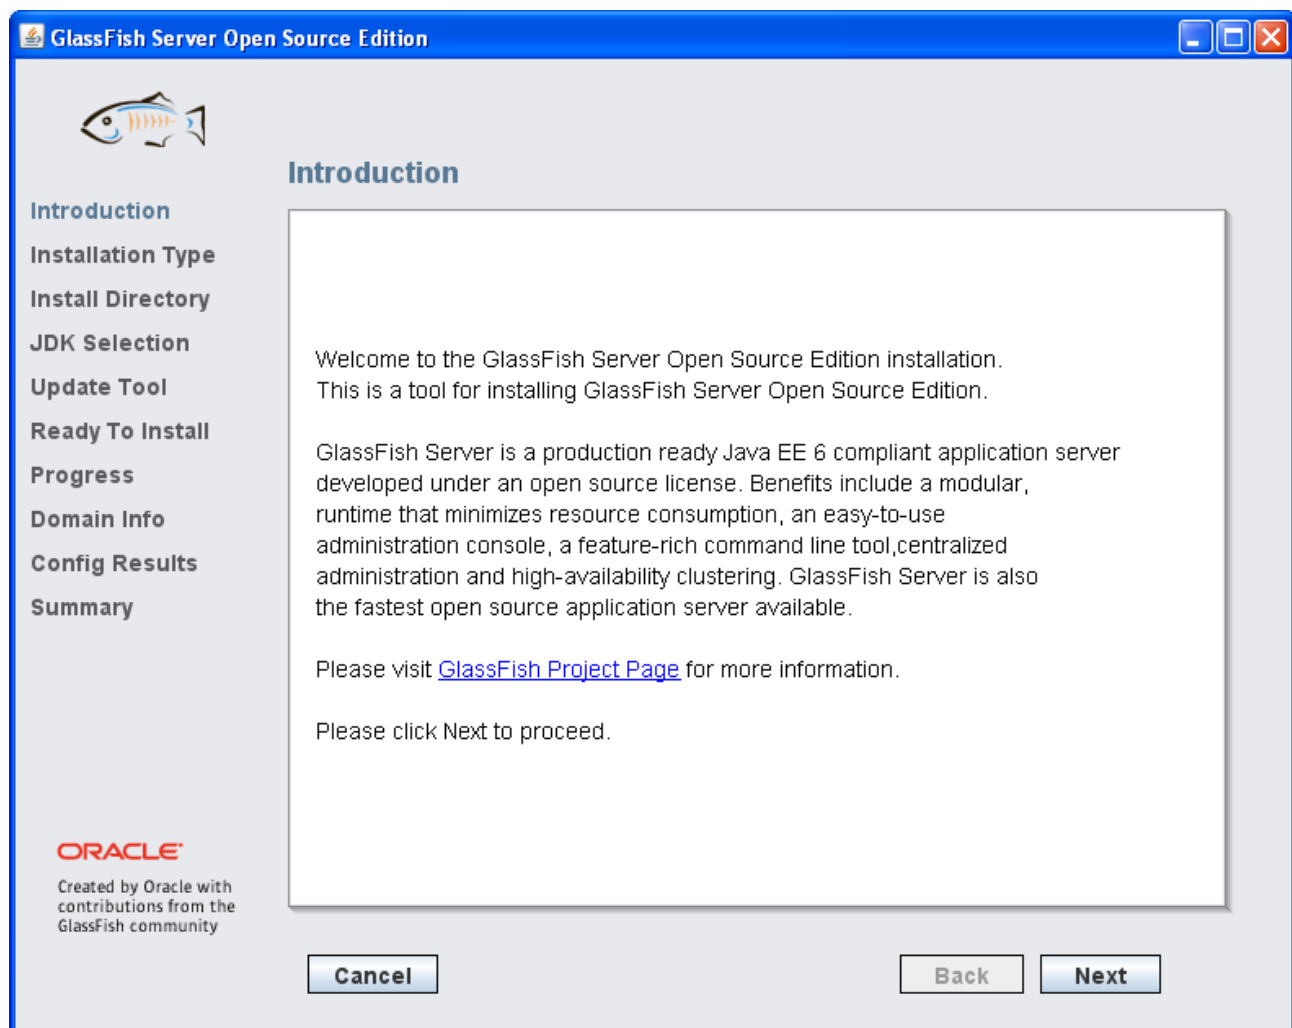 GlassFish Server Open Source Edition
Introduction
Introduction
Installation Type
Install Directory
JDK Selection
Update Tool
Ready To Install
Progress
Domain Info
Config Results
Summary
Welcome to the GlassFish Server Open Source Edition installation.
This is a tool for installing GlassFish Server Open Source Edition.
GlassFish Server is a production ready Java EE 6 compliant application server
developed under an open source license. Benefits include a modular,
runtime that minimizes resource consumption, an easy-to-use
administration console, a feature-rich command line tool,centralized
administration and high-availability clustering. GlassFish Server is also
the fastest open source application server available.
Please visit GlassFish Project Page for more information.
Please click Next to proceed.
ORACLE
Created by Oracle with
contributions from the
GlassFish community
Cancel
Back
Next